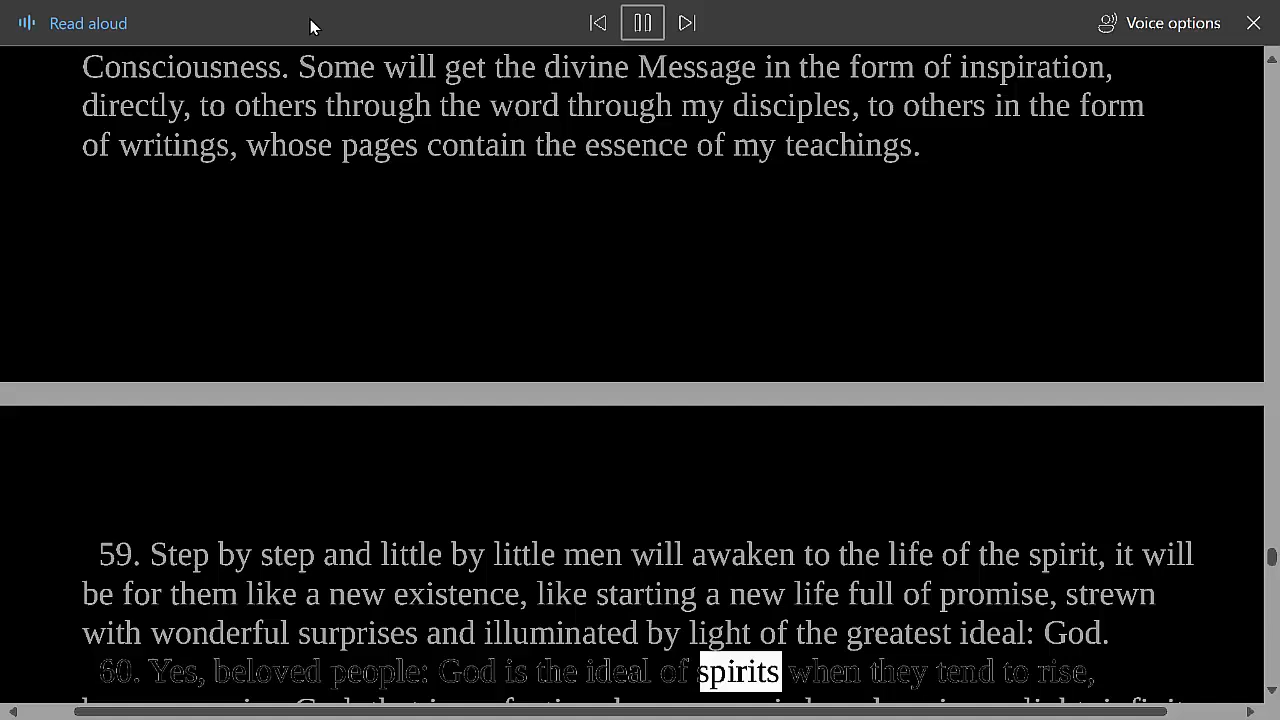 Read aloud
Voice options
Consciousness. Some will get the divine Message in the form of inspiration,
directly, to others through the word through my disciples, to others in the form
of writings, whose pages contain the essence of my teachings.
59. Step by step and little by little men will awaken to the life of the spirit, it will
be for them like a new existence, like starting a new life full of promise, strewn
with wonderful surprises and illuminated by light of the greatest ideal: God.
60. Yes, beloved people: God is the ideal of spirits when they tend to rise,